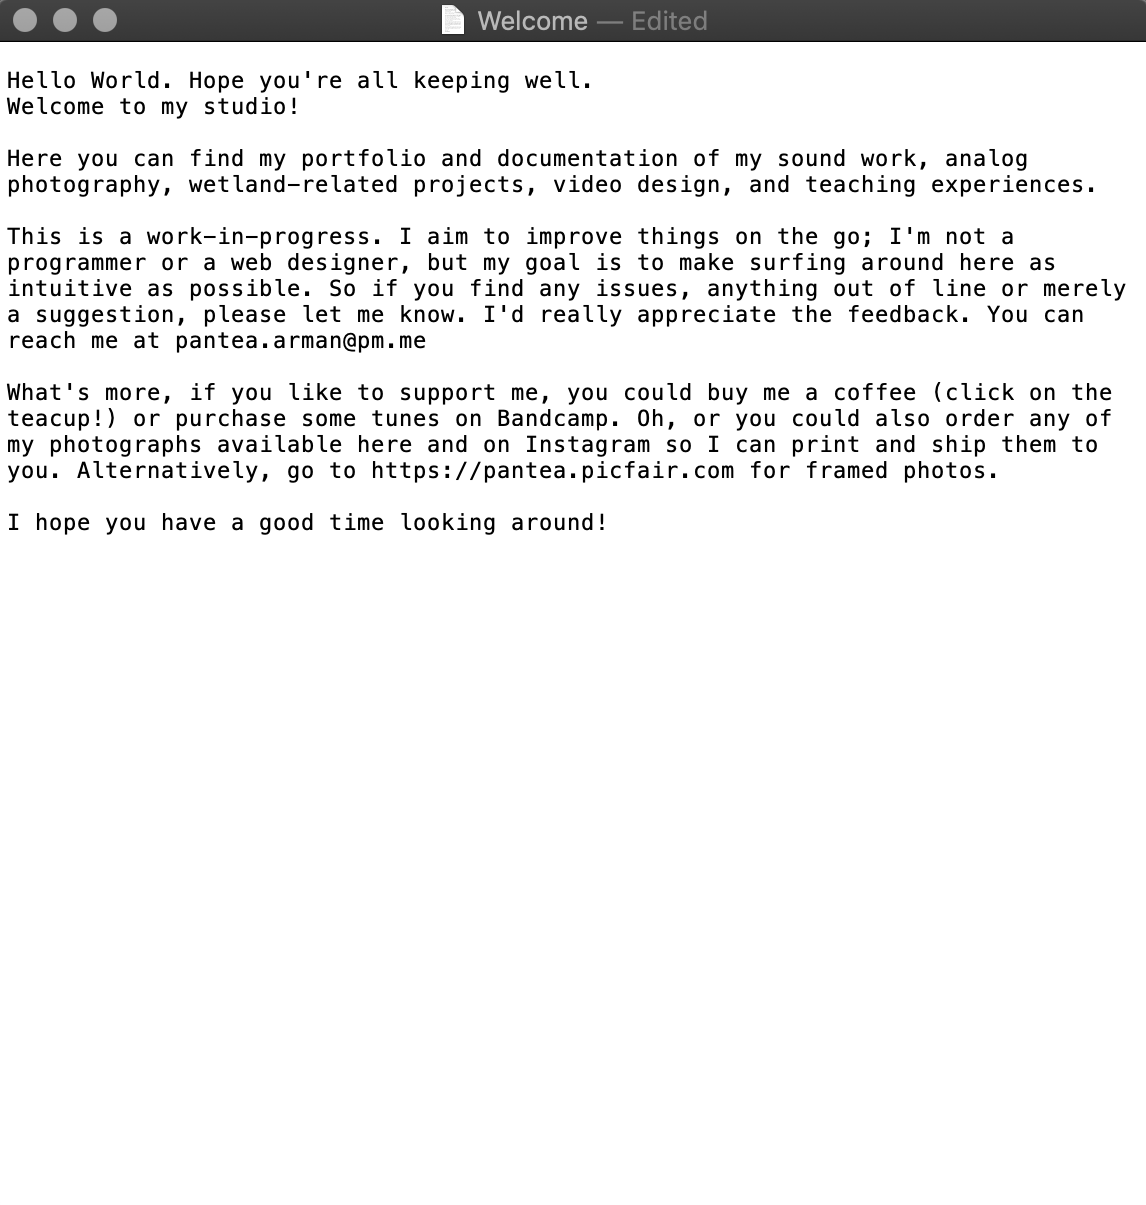 Welcome — Edited
Hello World. Hope you're all keeping well.
Welcome to my studio!
Here you can find my portfolio and documentation of my sound work, analog
photography, wetland-related projects, video design, and teaching experiences.
This is a work-in-progress. I aim to improve things on the go; I'm not a
programmer or a web designer, but my goal is to make surfing around here as
intuitive as possible. So if you find any issues, anything out of line or merely
a suggestion, please let me know. I'd really appreciate the feedback. You can
reach me at pantea.arman@pm.me
What's more, if you like to support me, you could buy me a coffee (click on the
teacup!) or purchase some tunes on Bandcamp. Oh, or you could also order any of
my photographs available here and on Instagram so I can print and ship them to
you. Alternatively, go to https://pantea.picfair.com for framed photos.
I hope you have a good time looking around!